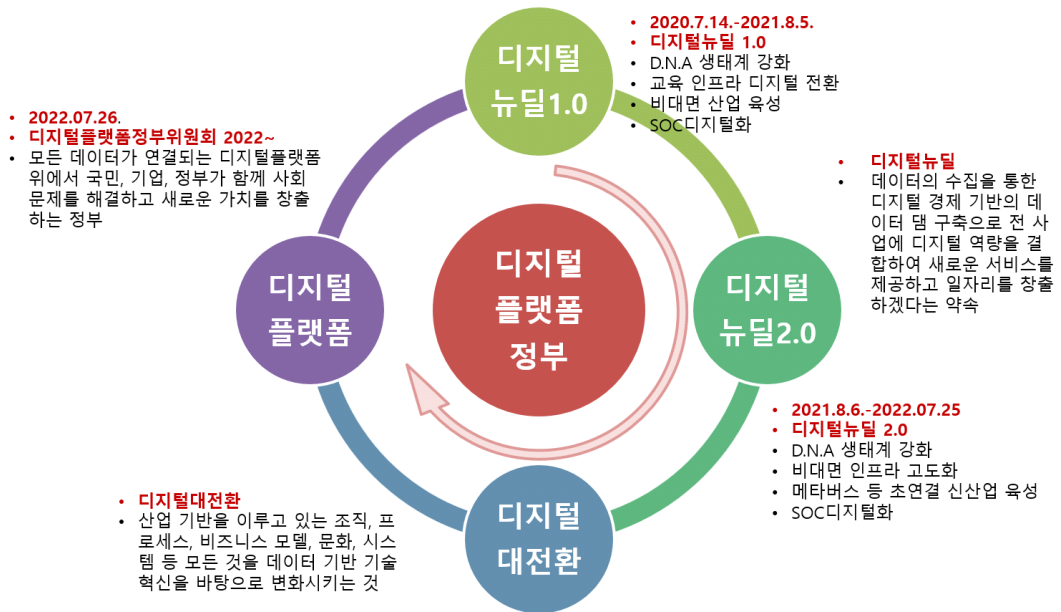 디지털
뉴딜1.0
• 2020.7.14.-2021.8.5.
• 디지털뉴딜 1.0
• D.N.A 생태계 강화
• 교육 인프라 디지털 전환
• 비대면 산업 육성
• SOC디지털화
• 2022.07.26.
• 디지털플랫폼정부위원회 2022~
• 모든 데이터가 연결되는 디지털플랫폼
위에서 국민, 기업, 정부가 함께 사회
문제를 해결하고 새로운 가치를 창출
하는 정부
• 디지털뉴딜
• 데이터의 수집을 통한
디지털 경제 기반의 데
이터 댐 구축으로 전 사
업에 디지털 역량을 결
합하여 새로운 서비스를
제공하고 일자리를 창출
하겠다는 약속
디지털
플랫폼
디지털
플랫폼
정부
디지털
뉴딜2.0
• 2021.8.6.-2022.07.25
• 디지털뉴딜 2.0
• D.N.A 생태계 강화
• 비대면 인프라 고도화
• 메타버스 등 초연결 신산업 육성
• SOC디지털화
• 디지털대전환
• 산업 기반을 이루고 있는 조직, 프
로세스, 비즈니스 모델, 문화, 시스
템 등 모든 것을 데이터 기반 기술
혁신을 바탕으로 변화시키는 것
디지털
대전환